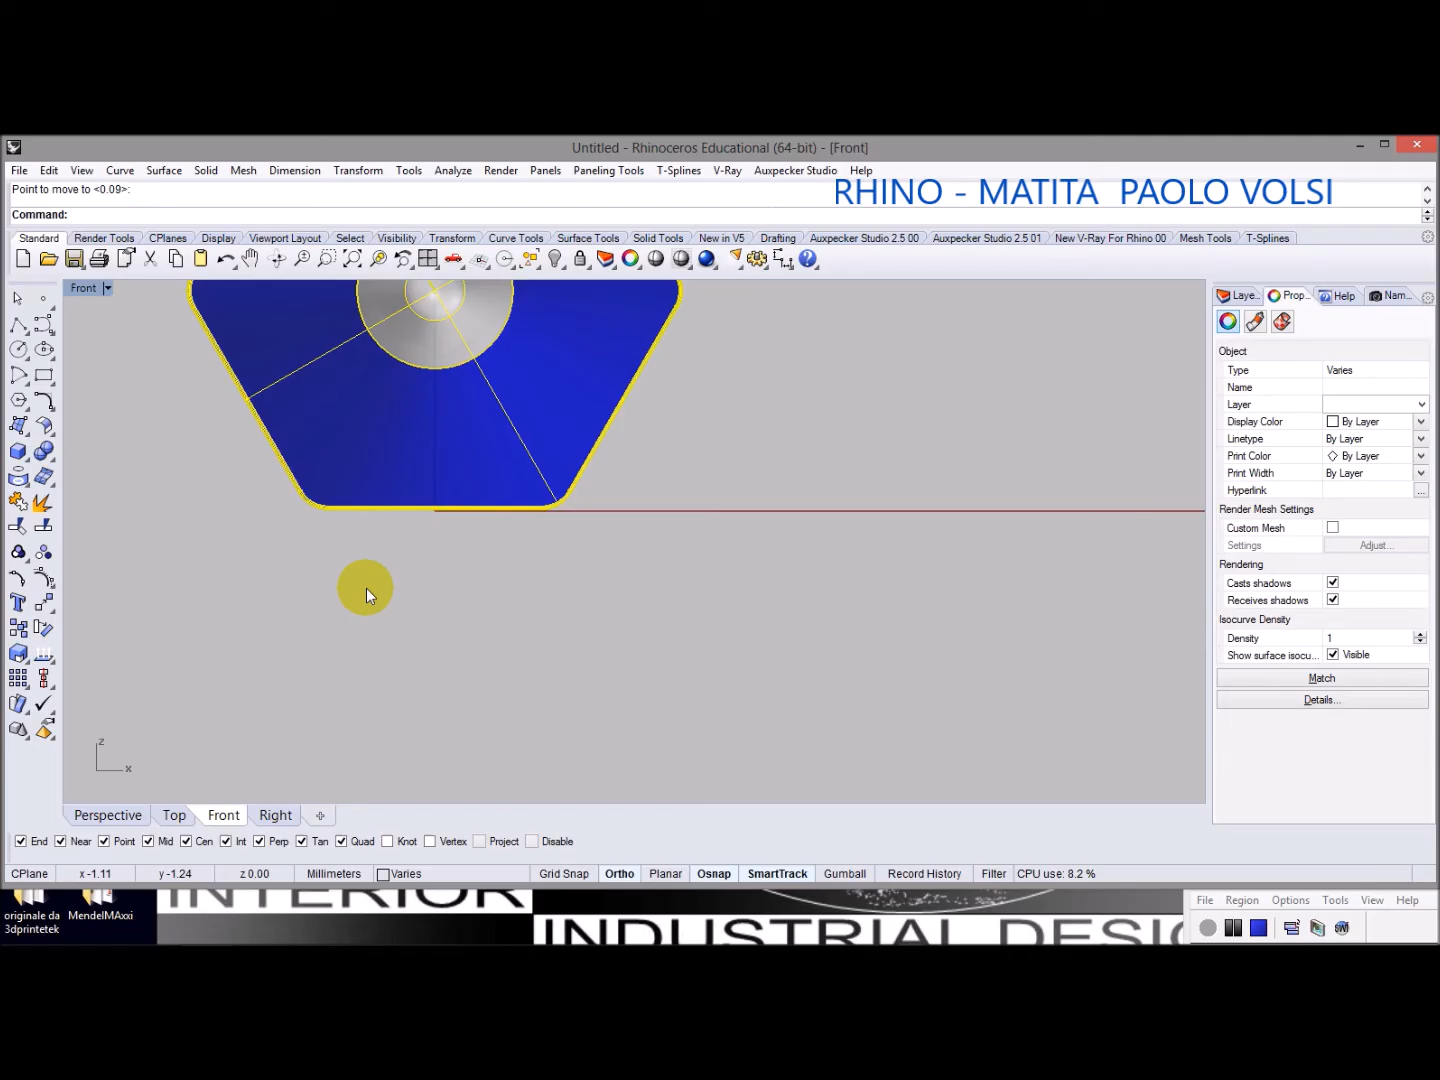 Untitled - Rhinoceros Educational (64-bit) - [Front]
File Edit View Curve Surface Solid Mesh Dimension Transform Tools Analyze Render Panels Paneling Tools T-Splines V-Ray Auxpecker Studio Help
Point to move to <0.09>:
RHINO - MATITA PAOLO VOLSI
Command:
Standard Render Tools CPlanes Display Viewport Layout Select Visibility Transform Curve Tools Surface Tools Solid Tools New in V5 Drafting Auxpecker Studio 2.5 00 Auxpecker Studio 2.5 01 New V-Ray For Rhino 00 Mesh Tools T-Splines
Front
Laye... Prop... Help Nam...
Object
Type Varies
Name
Layer
Display Color By Layer
Linetype By Layer
Print Color By Layer
Print Width By Layer
Hyperlink ...
Render Mesh Settings
Custom Mesh
Settings Adjust...
Rendering
Casts shadows
Receives shadows
Isocurve Density
Density 1
Show surface isocu... Visible
Match
Details...
z
x
Perspective Top Front Right
End Near Point Mid Cen Int Perp Tan Quad Knot Vertex Project Disable
CPlane x -1.11 y -1.24 z 0.00 Millimeters Varies Grid Snap Ortho Planar Osnap SmartTrack Gumball Record History Filter CPU use: 8.2 %
originale da 3dprintetek
MendelMAxxi
INTERIOR
INDUSTRIAL DESIG
File Region Options Tools View Help